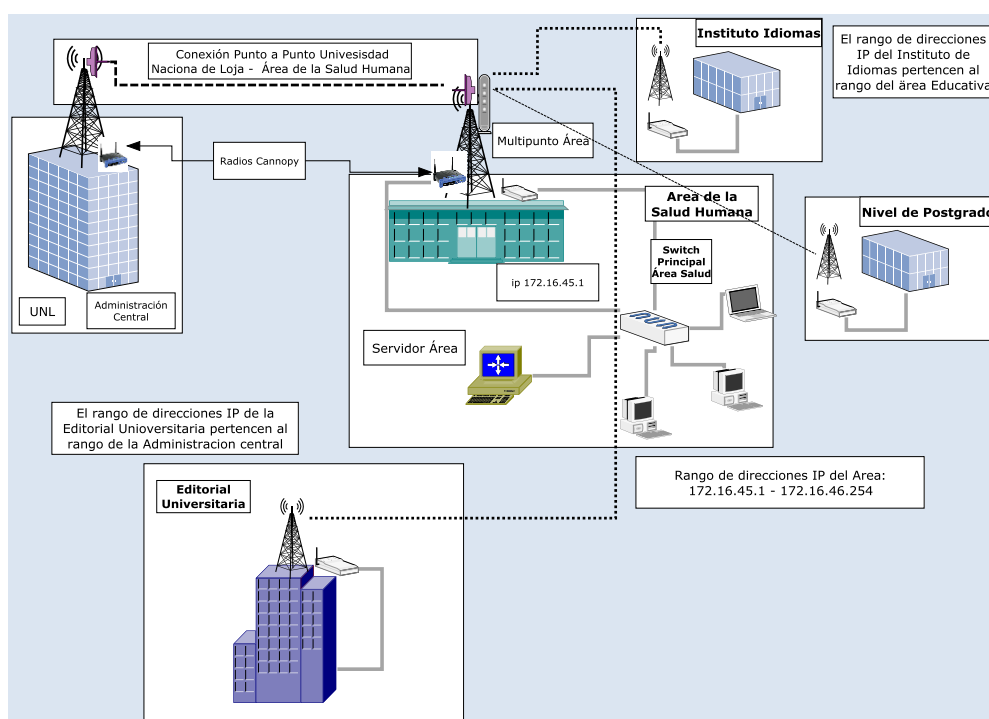 Conexión Punto a Punto Univesisdad
Naciona de Loja - Área de la Salud Humana
Instituto Idiomas
El rango de direcciones
IP del Instituto de
Idiomas pertencen al
rango del ärea Educativa
Multipunto Área
Radios Cannopy
Area de la
Salud Humana
Nivel de Postgrado
Switch
Principal
Área Salud
ip 172.16.45.1
UNL
Administración
Central
Servidor Área
El rango de direcciones IP de la
Editorial Unioversitaria pertencen al
rango de la Administracion central
Rango de direcciones IP del Area:
172.16.45.1 - 172.16.46.254
Editorial
Universitaria